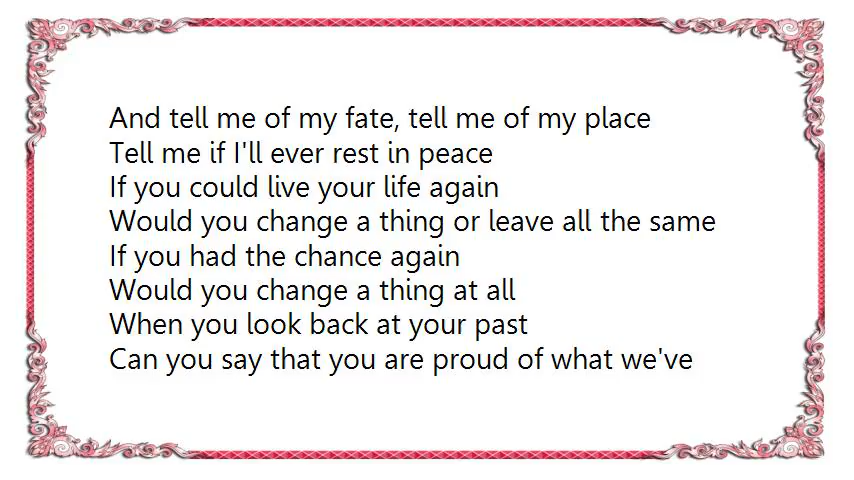 And tell me of my fate, tell me of my place
Tell me if I'll ever rest in peace
If you could live your life again
Would you change a thing or leave all the same
If you had the chance again
Would you change a thing at all
When you look back at your past
Can you say that you are proud of what we've